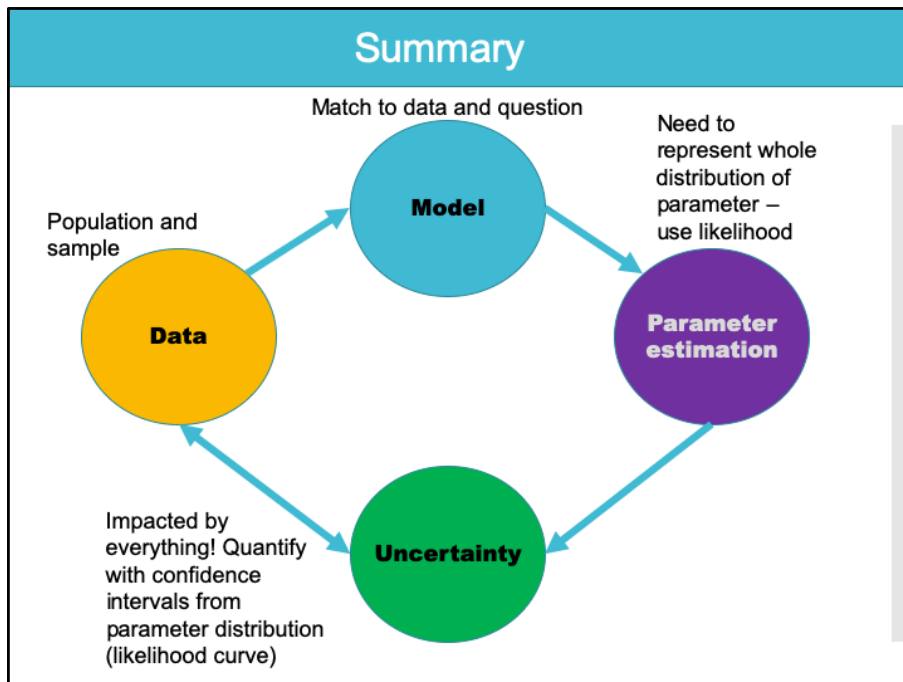 Summary
Match to data and question
Need to
represent whole
distribution of
parameter –
use likelihood
Model
Population and
sample
Data
Parameter
estimation
Impacted by
everything! Quantify
with confidence
intervals from
parameter distribution
(likelihood curve)
Uncertainty